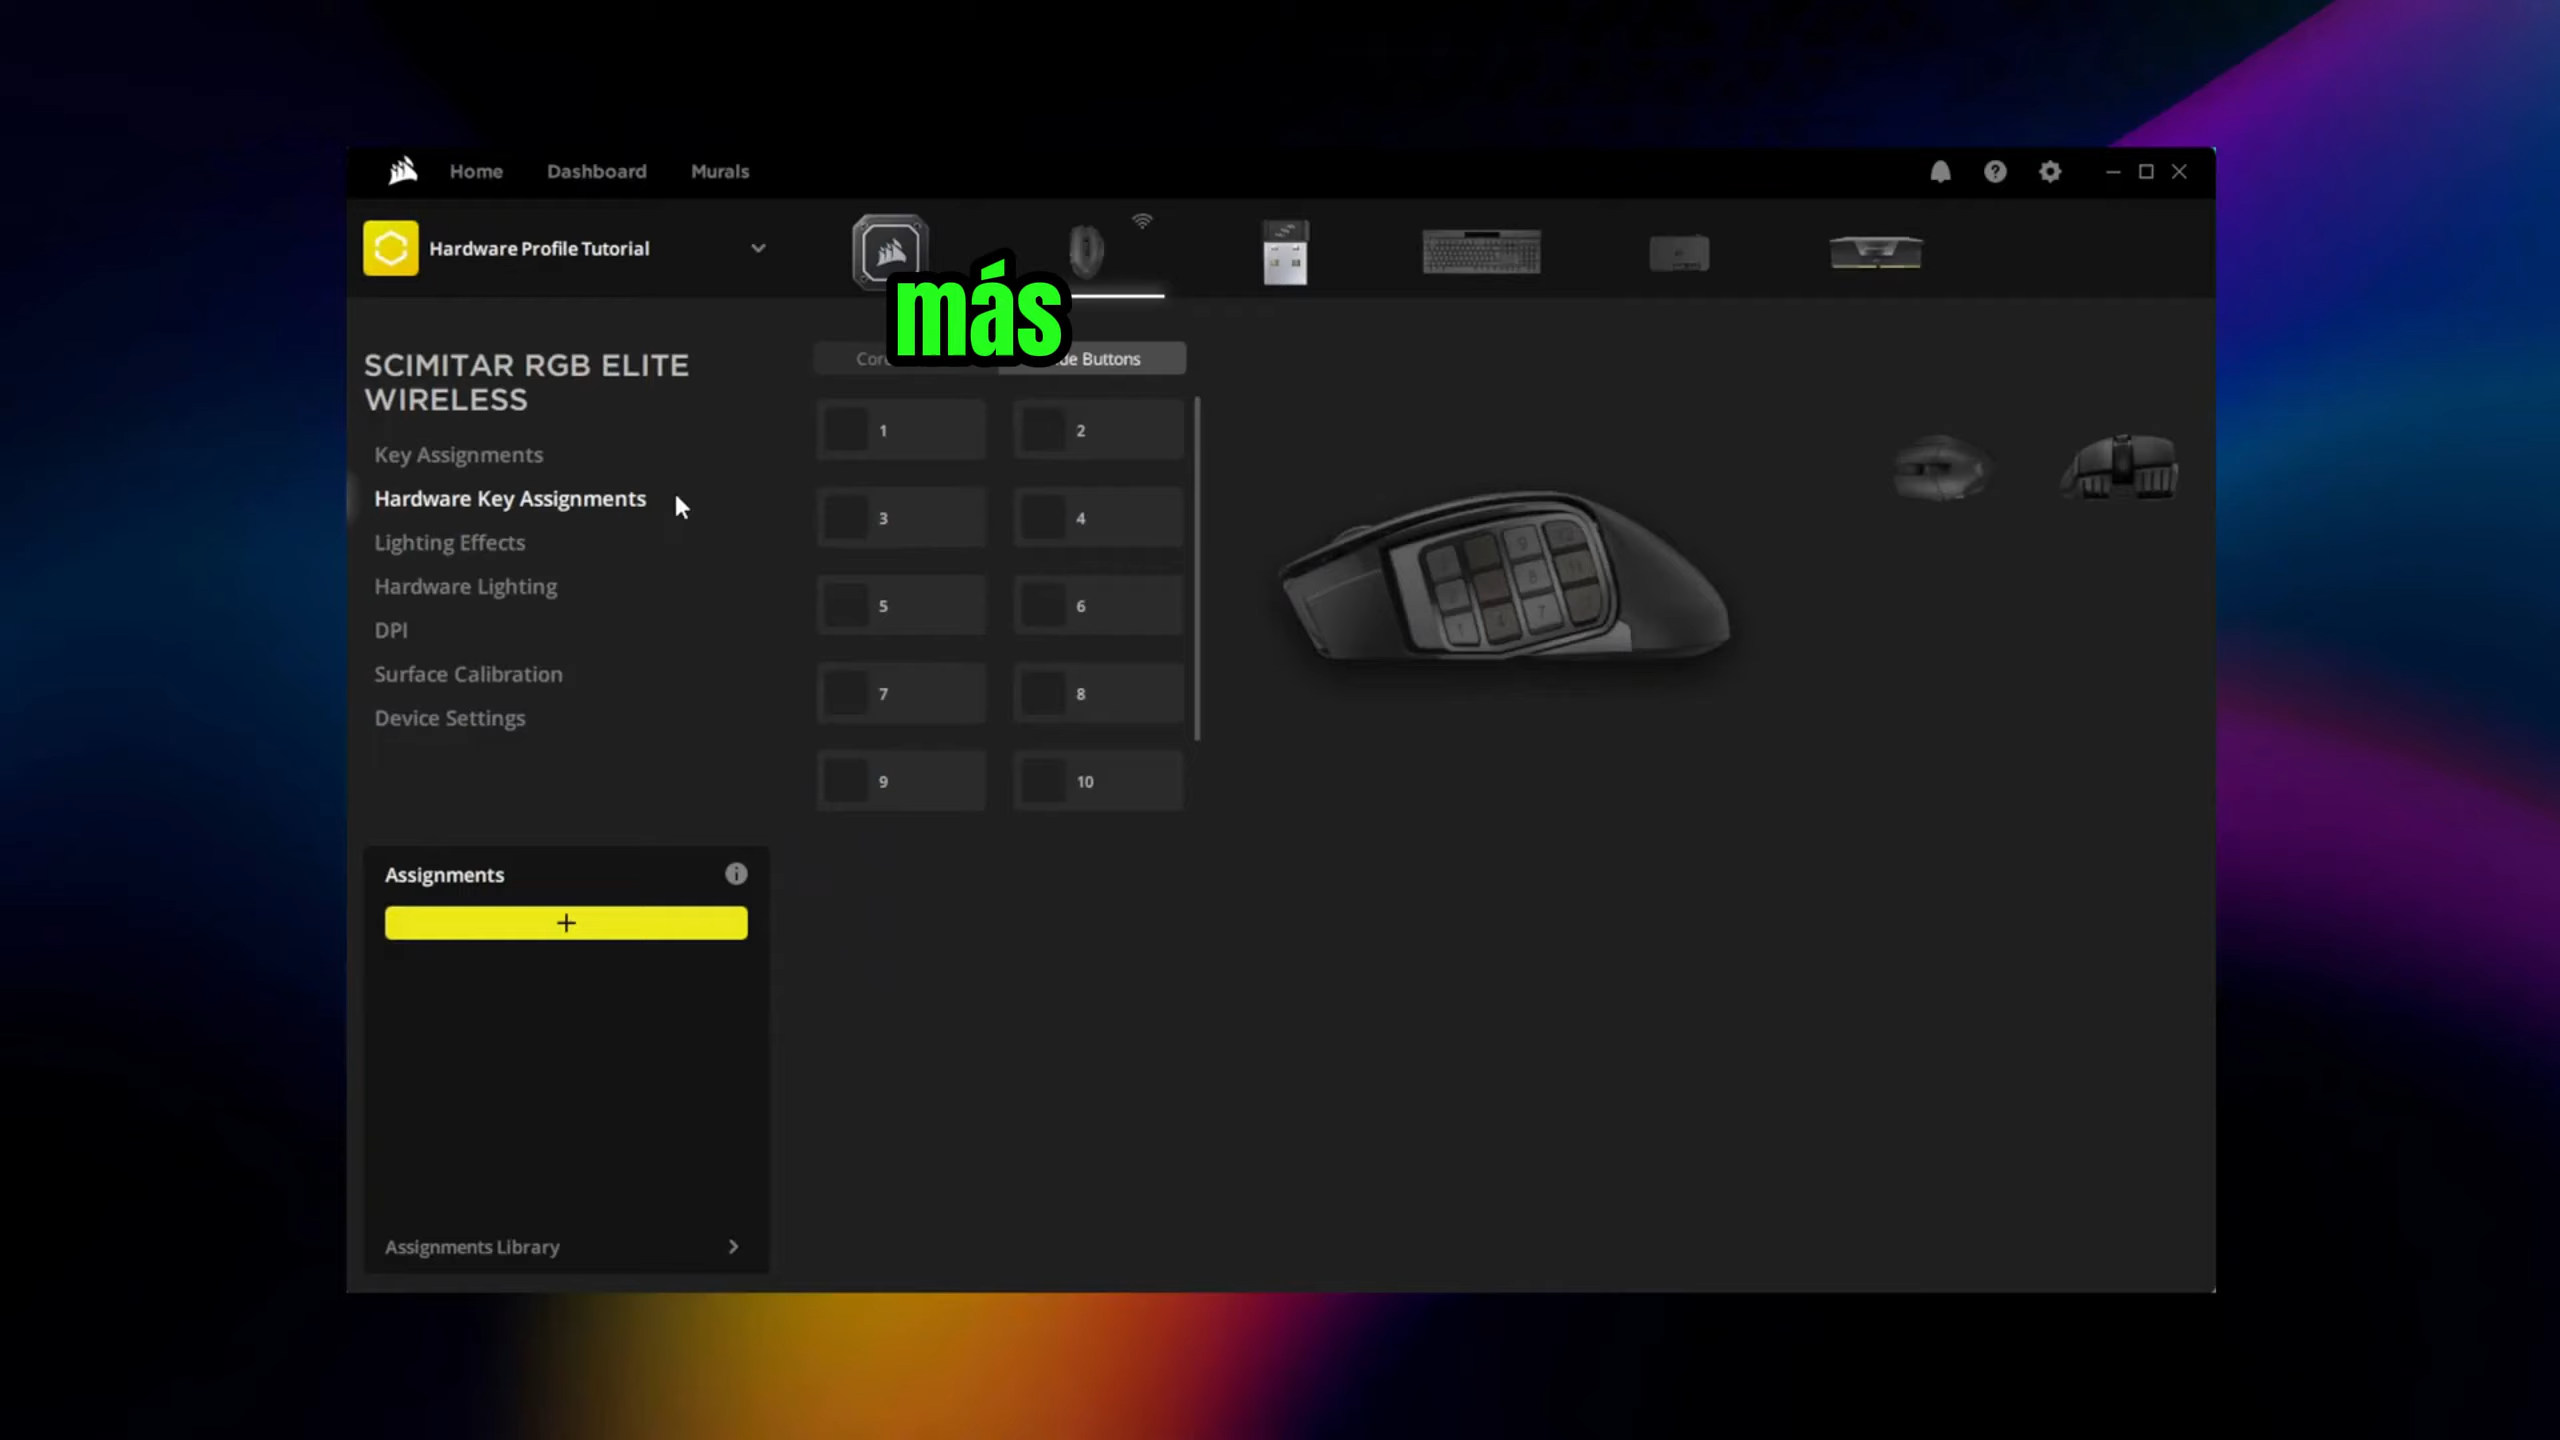 Home Dashboard Murals
Hardware Profile Tutorial
más
SCIMITAR RGB ELITE
WIRELESS
Key Assignments
Hardware Key Assignments
Lighting Effects
Hardware Lighting
DPI
Surface Calibration
Device Settings
Buttons
1 2
3 4
5 6
7 8
9 10
Assignments
+
Assignments Library